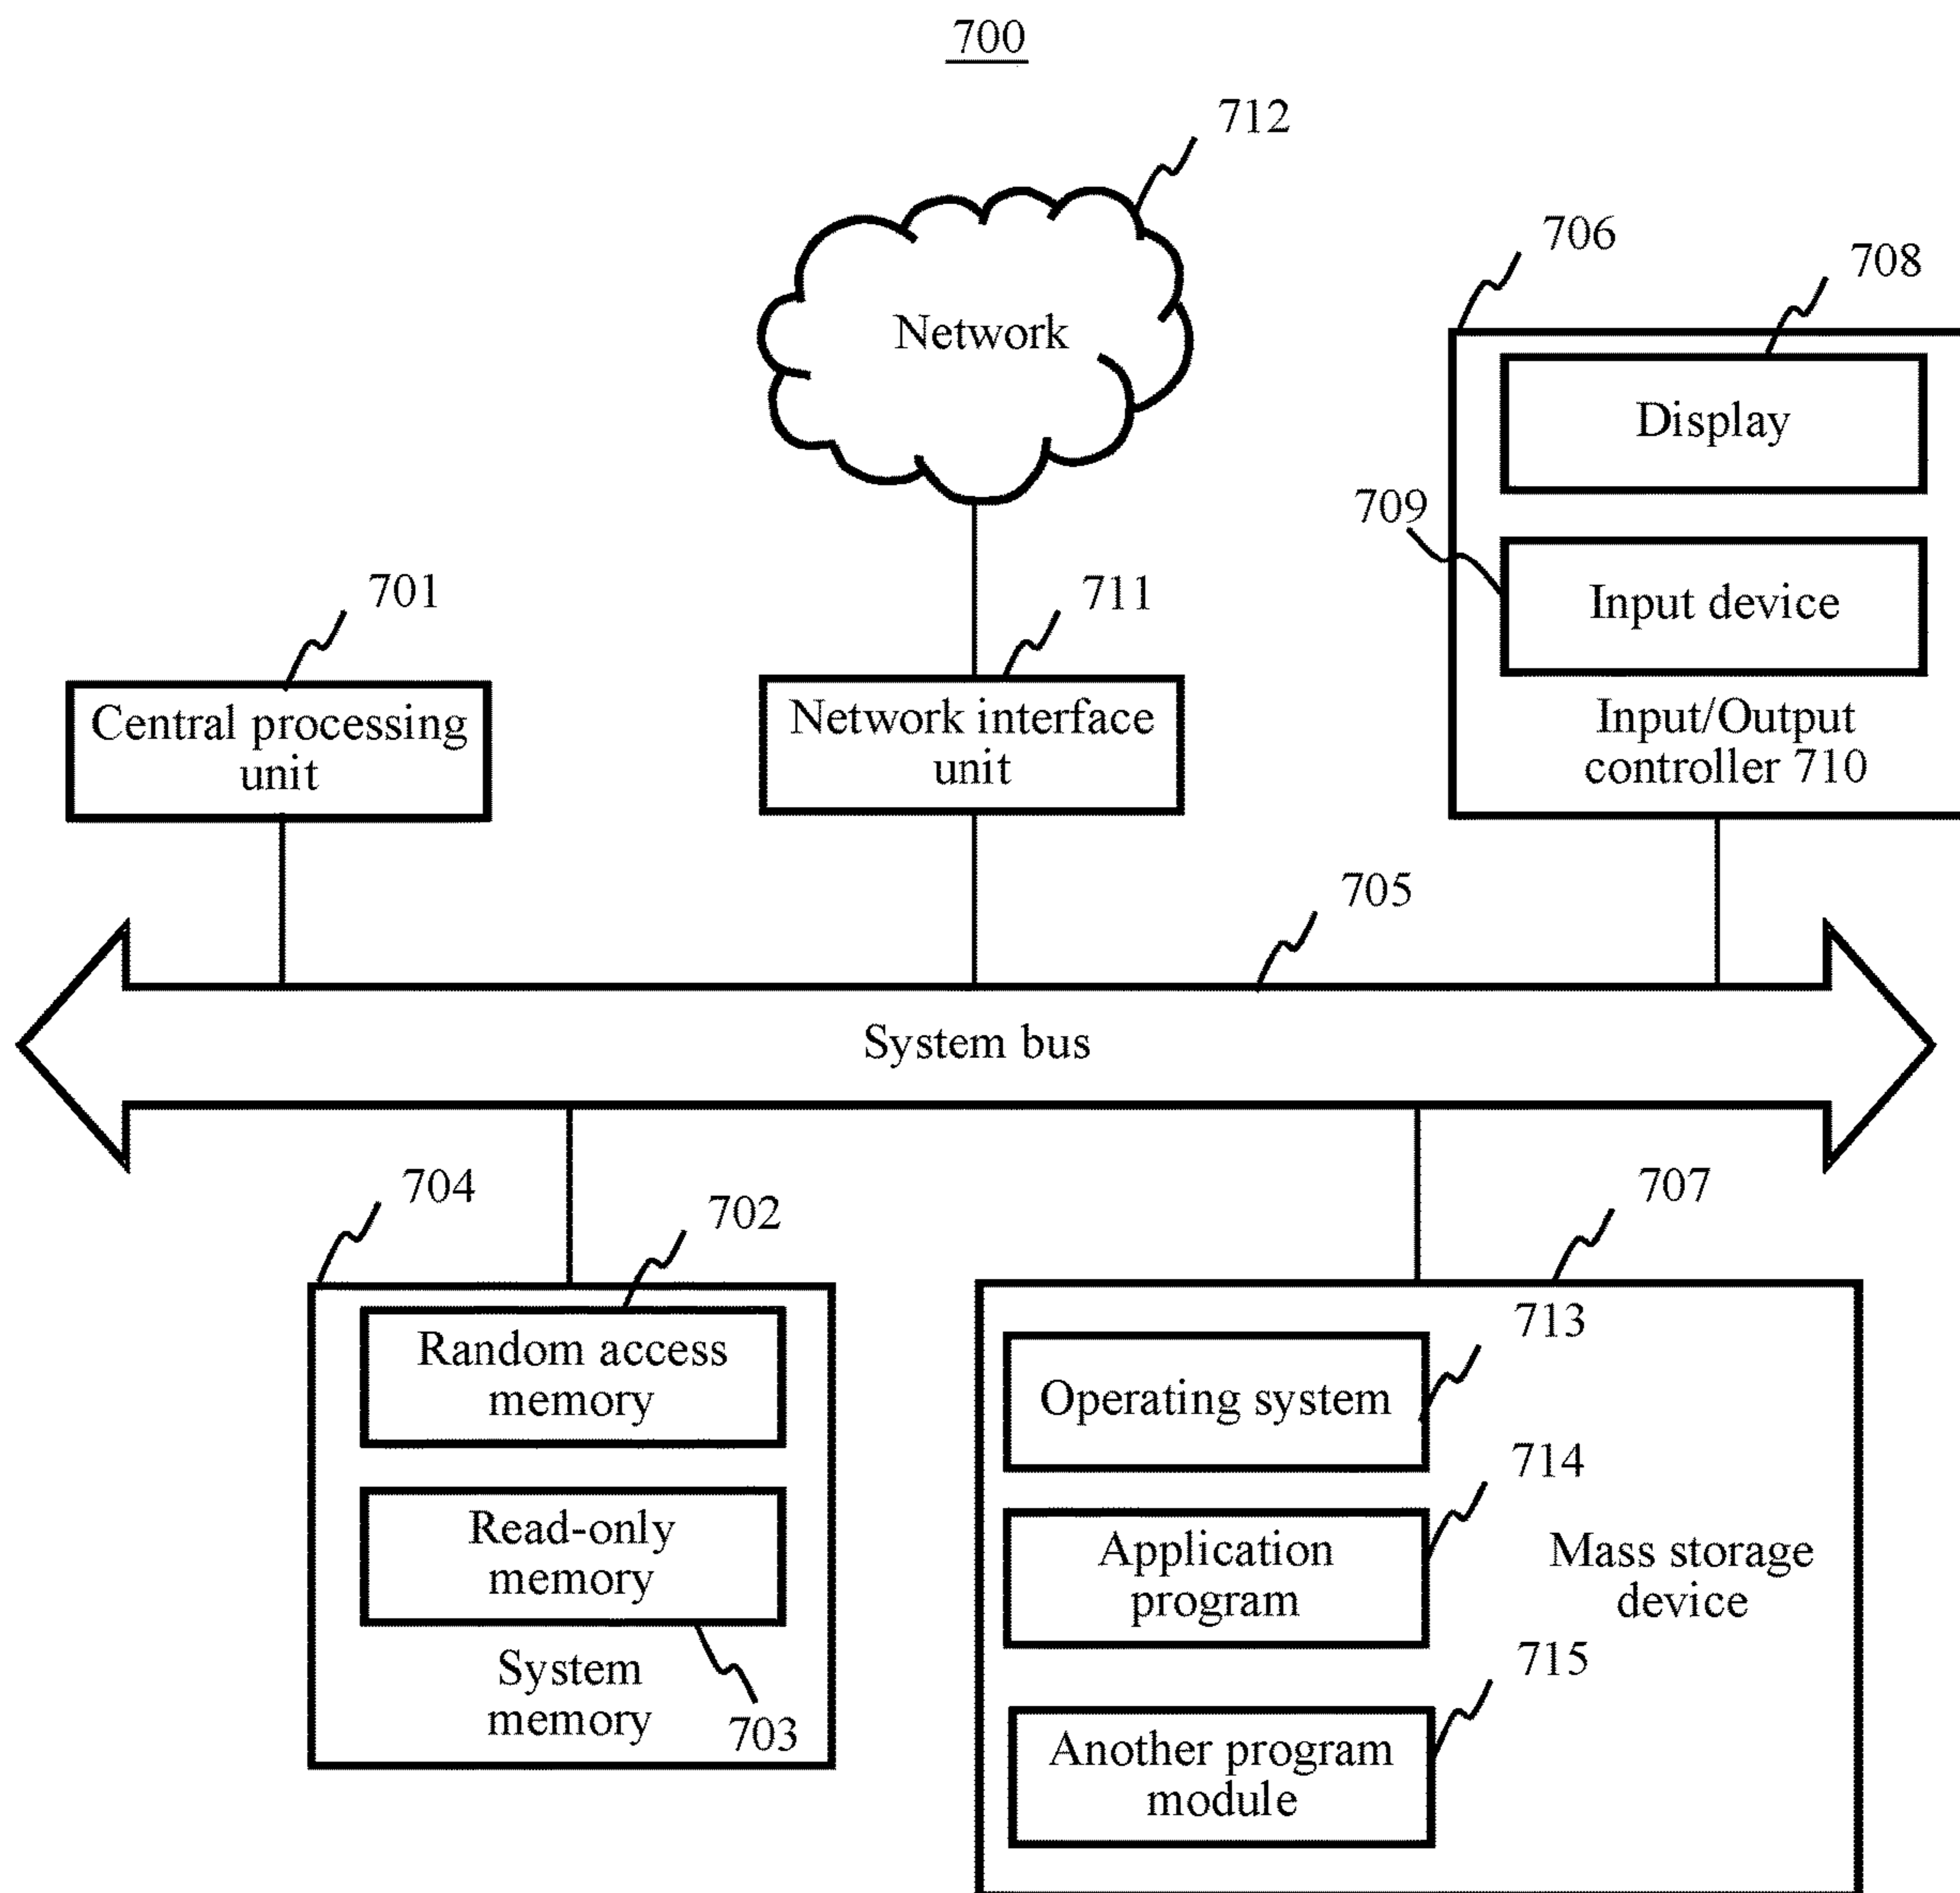 700
712
Network
706
708
Display
709
Input device
Input/Output
controller 710
701
Central processing
unit
711
Network interface
unit
705
System bus
704
702
Random access
memory
Read-only
memory
System
memory
703
707
713
Operating system
714
Application
program
Mass storage
device
715
Another program
module